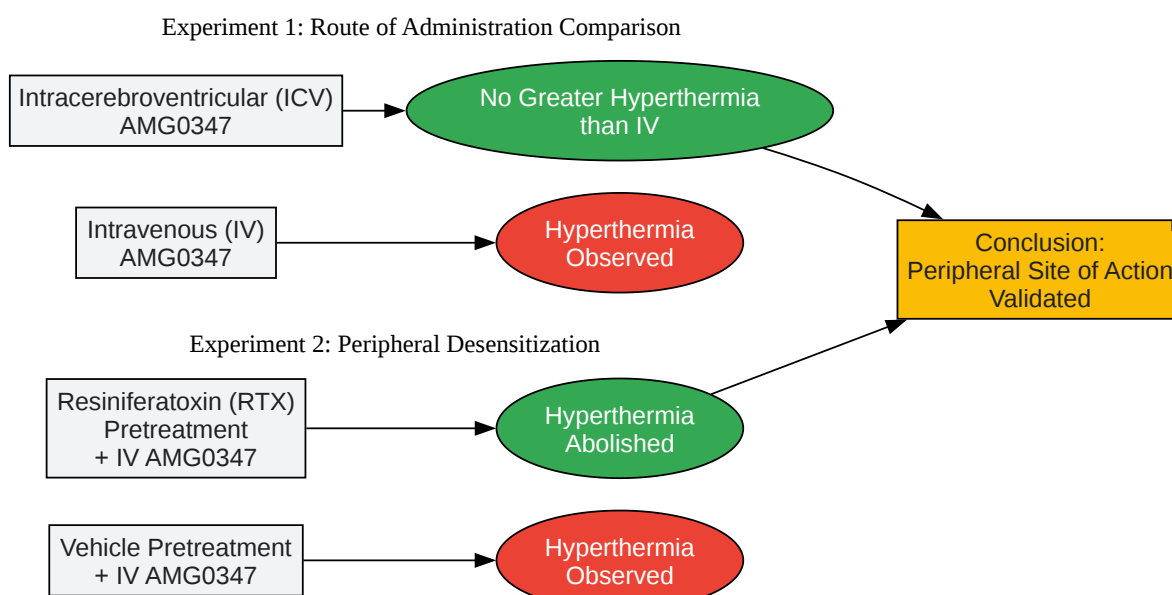 Experiment 1: Route of Administration Comparison
Intracerebroventricular (ICV)
AMG0347
No Greater Hyperthermia
than IV
Intravenous (IV)
AMG0347
Hyperthermia
Observed
Conclusion:
Peripheral Site of Action
Validated
Experiment 2: Peripheral Desensitization
Resiniferatoxin (RTX)
Pretreatment
+ IV AMG0347
Hyperthermia
Abolished
Vehicle Pretreatment
+ IV AMG0347
Hyperthermia
Observed